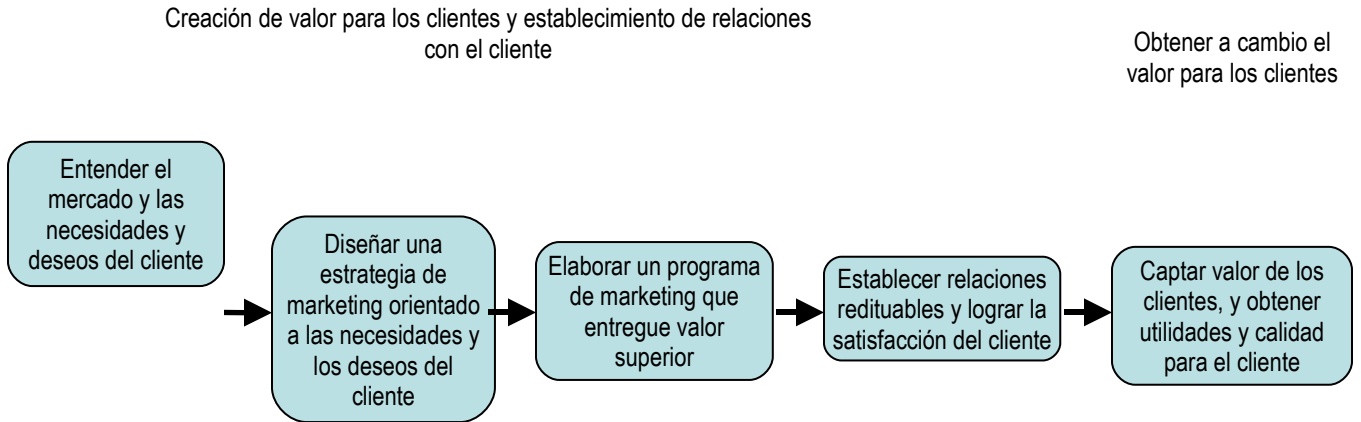 Creación de valor para los clientes y establecimiento de relaciones
con el cliente
Obtener a cambio el
valor para los clientes
Entender el
mercado y las
necesidades y
deseos del cliente
Diseñar una
estrategia de
marketing orientado
a las necesidades y
los deseos del
cliente
Elaborar un programa
de marketing que
entregue valor
superior
Establecer relaciones
redituables y lograr la
satisfacción del cliente
Captar valor de los
clientes, y obtener
utilidades y calidad
para el cliente